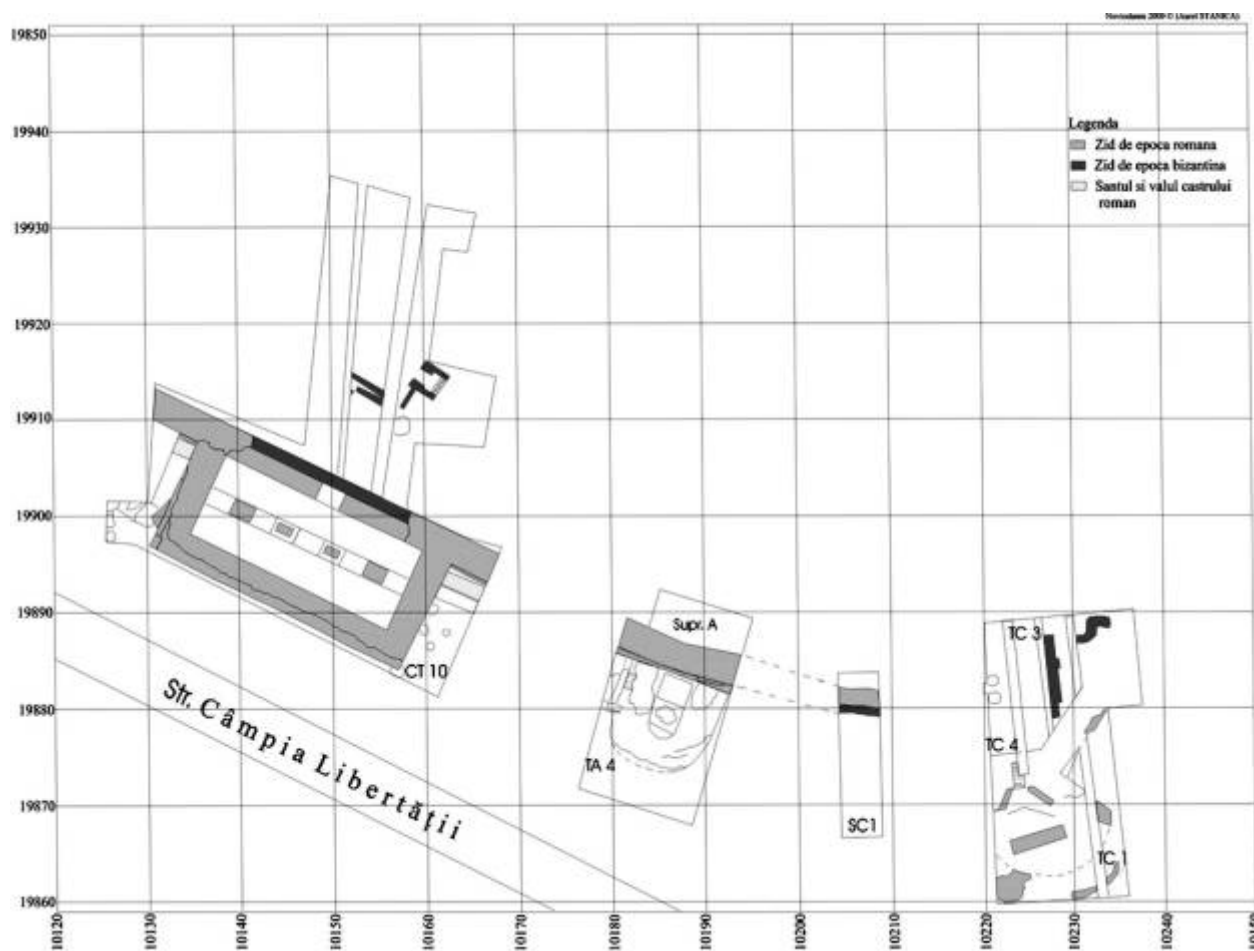 Noviodunum 2000 © (Aurel STANICA)
19850
19940
Legenda
Zid de epoca romana
Zid de epoca bizantina
Santul si valul castrului
roman
19930
19920
19910
19900
19890
Supr. A
TC 3
CT 10
19880
Str. Câmpia Libertății
TA 4
TC 4
19870
SC1
TC 1
19860
10120
10130
10140
10150
10160
10170
10180
10190
10200
10210
10220
10230
10240